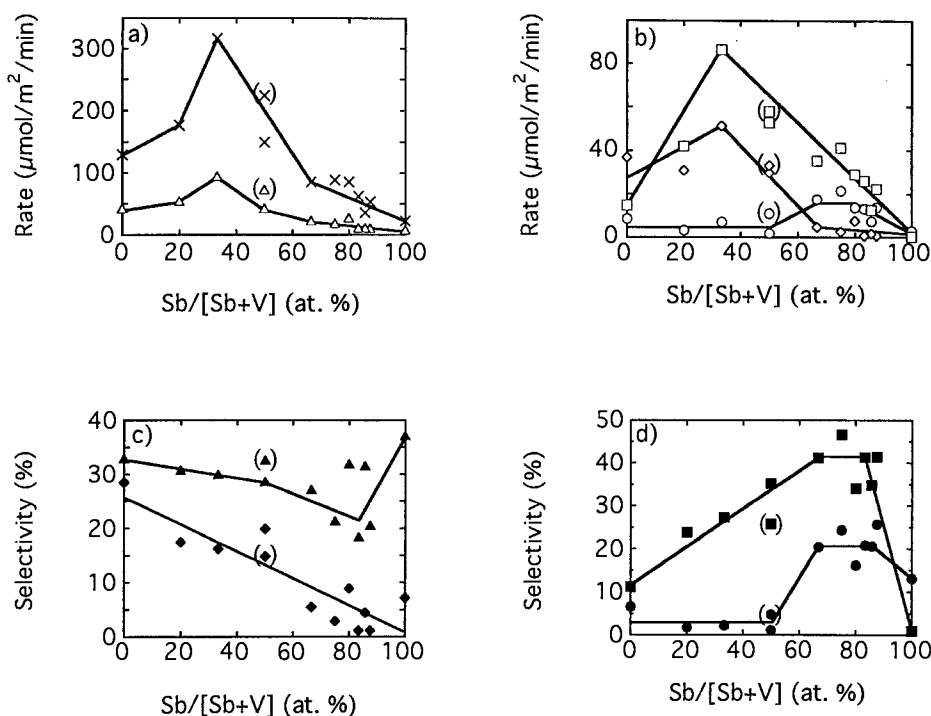 a)
Rate (µmol/m²/min)
300
200
100
0
0 20 40 60 80 100
Sb/[Sb+V] (at. %)
b)
Rate (µmol/m²/min)
80
40
0
0 20 40 60 80 100
Sb/[Sb+V] (at. %)
c)
Selectivity (%)
40
30
20
10
0
0 20 40 60 80 100
Sb/[Sb+V] (at. %)
d)
Selectivity (%)
50
40
30
20
10
0
0 20 40 60 80 100
Sb/[Sb+V] (at. %)